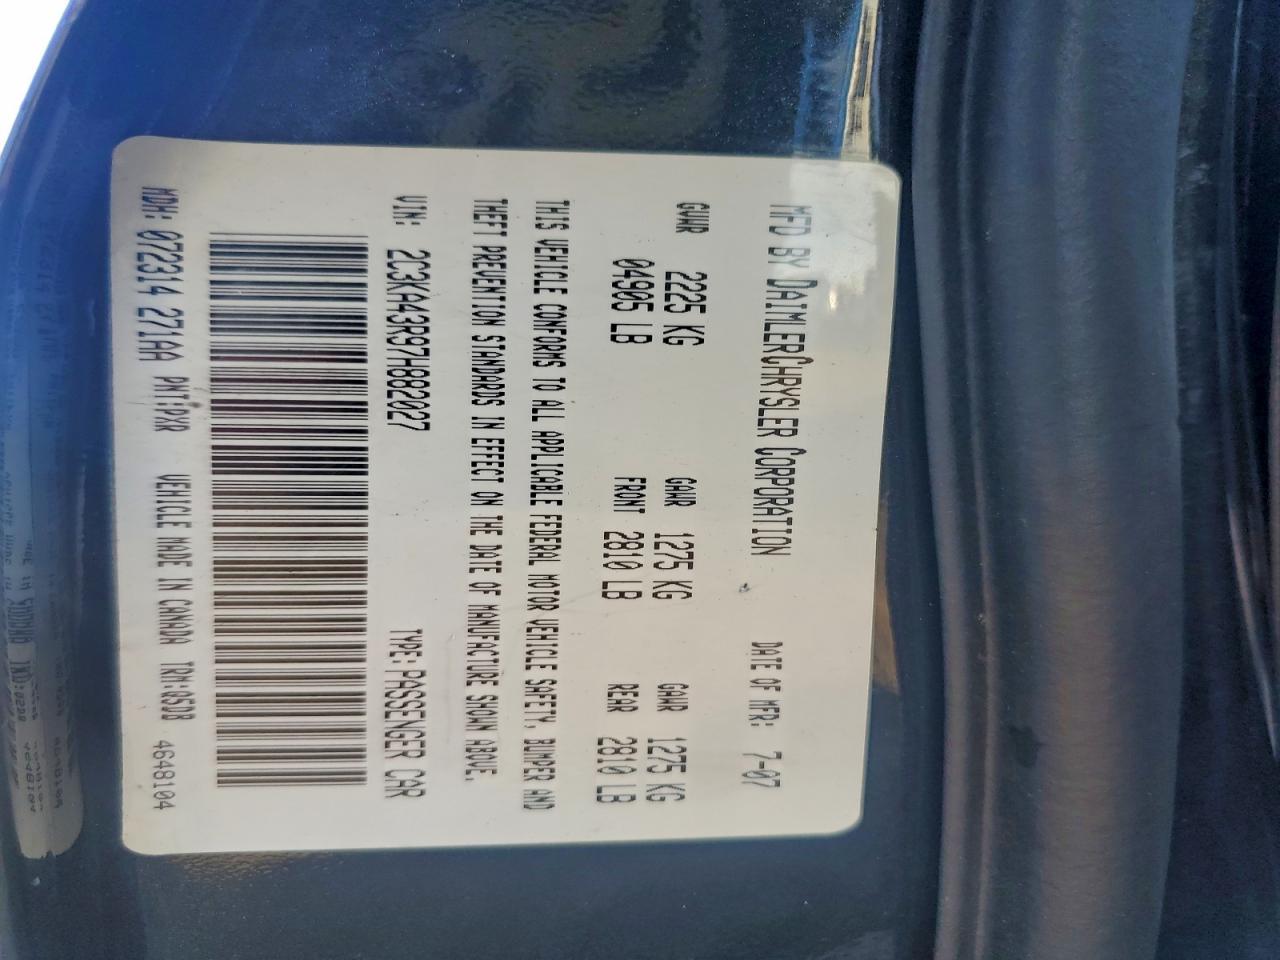 MFD BY DAIMLERCHRYSLER CORPORATION DATE OF MFR: 7-07
GVWR 2225 KG GAWR 1275 KG GAWR 1275 KG
04905 LB FRONT 2810 LB REAR 2810 LB
THIS VEHICLE CONFORMS TO ALL APPLICABLE FEDERAL MOTOR VEHICLE SAFETY, BUMPER AND
THEFT PREVENTION STANDARDS IN EFFECT ON THE DATE OF MANUFACTURE SHOWN ABOVE.
VIN: 2C3KA43R97H882027 TYPE: PASSENGER CAR
MDH: 072314 271AA PNT:PXR VEHICLE MADE IN CANADA TRM:85DB 4648104